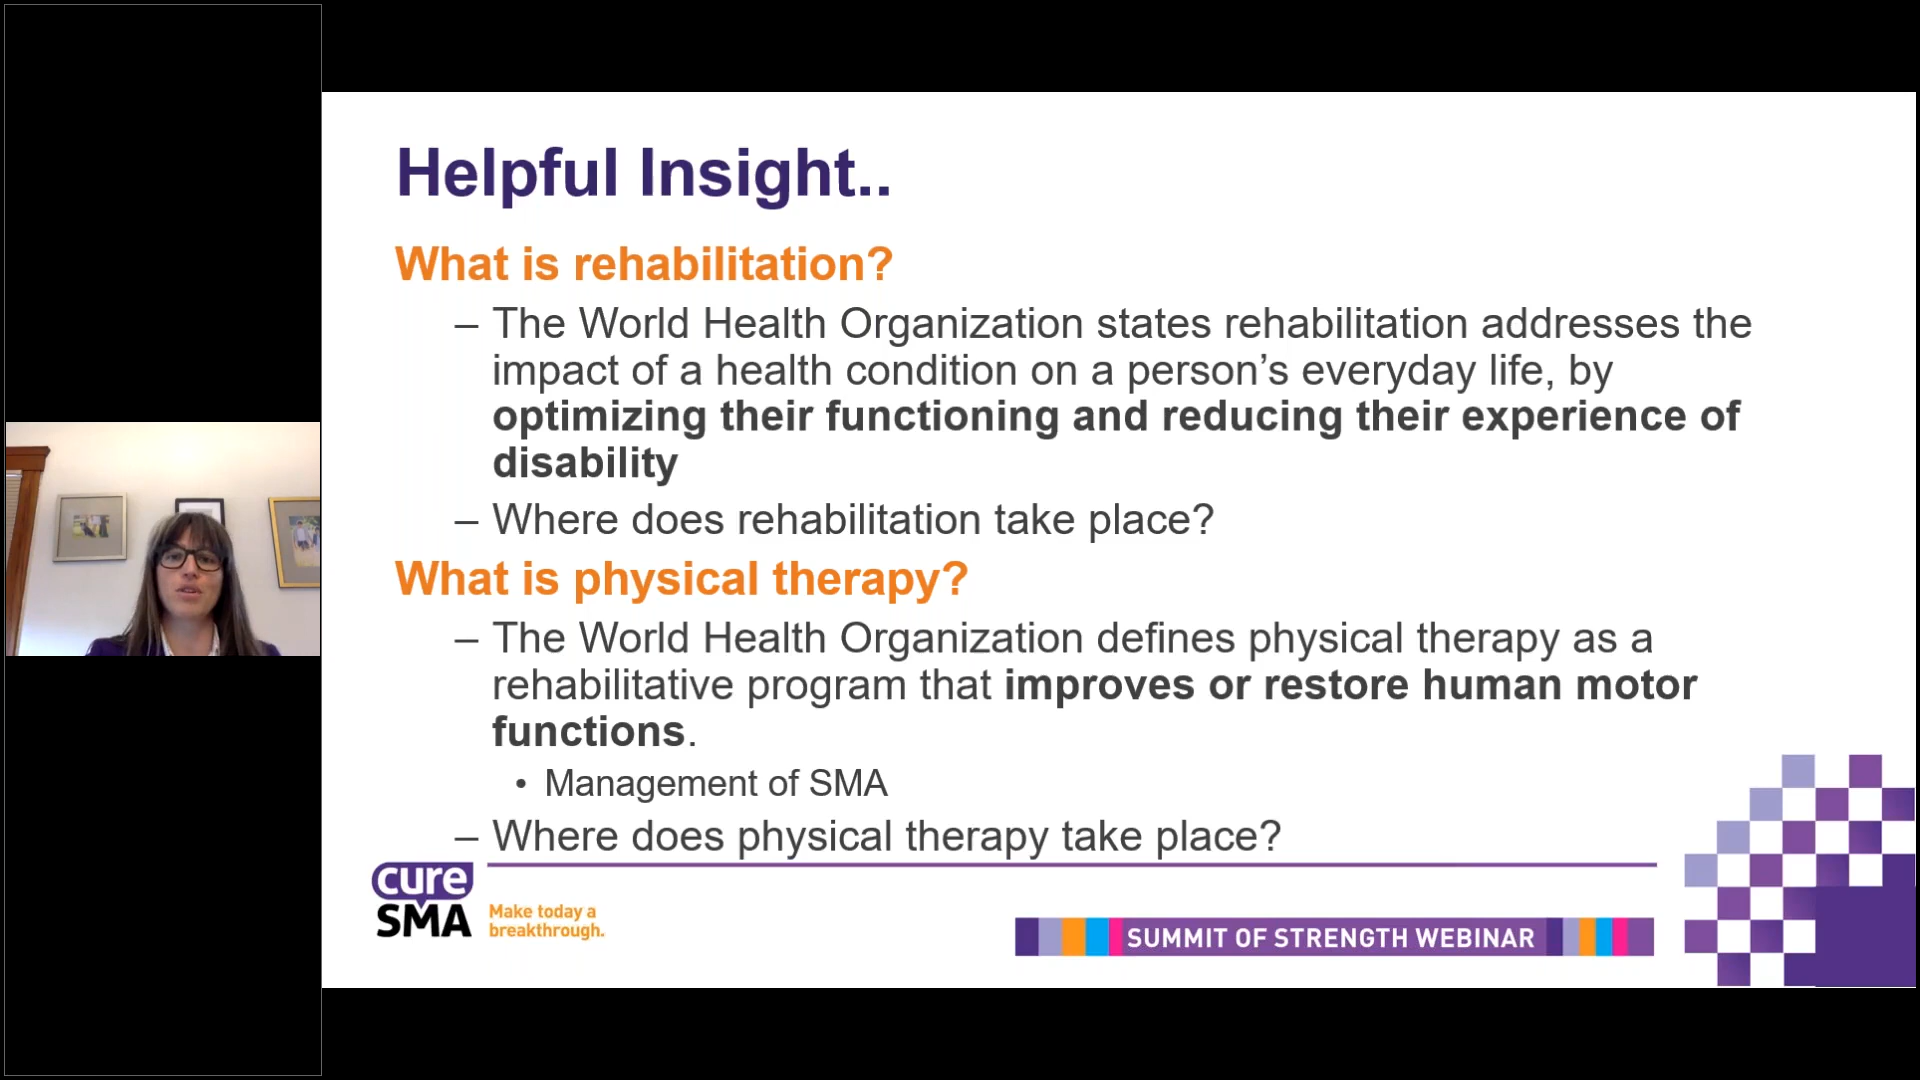 Helpful Insight..
What is rehabilitation?
– The World Health Organization states rehabilitation addresses the
impact of a health condition on a person’s everyday life, by
optimizing their functioning and reducing their experience of
disability
– Where does rehabilitation take place?
What is physical therapy?
– The World Health Organization defines physical therapy as a
rehabilitative program that improves or restore human motor
functions.
• Management of SMA
– Where does physical therapy take place?
cure
SMA
Make today a
breakthrough.
SUMMIT OF STRENGTH WEBINAR